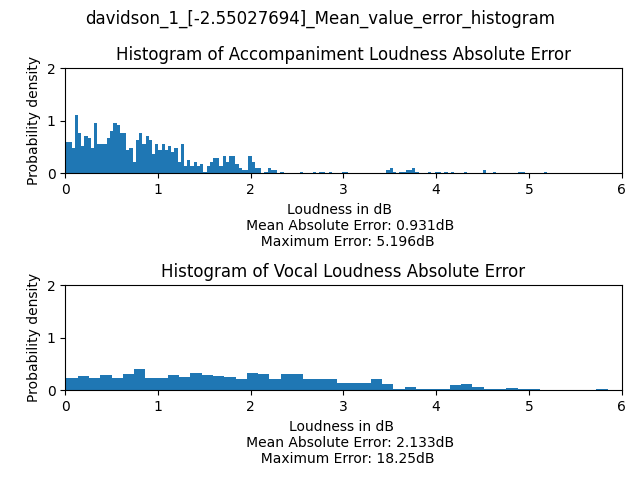 davidson_1_[-2.55027694]_Mean_value_error_histogram
Histogram of Accompaniment Loudness Absolute Error
Probability density
2
1
0
0 1 2 3 4 5 6
Loudness in dB
Mean Absolute Error: 0.931dB
Maximum Error: 5.196dB
Histogram of Vocal Loudness Absolute Error
Probability density
2
1
0
0 1 2 3 4 5 6
Loudness in dB
Mean Absolute Error: 2.133dB
Maximum Error: 18.25dB